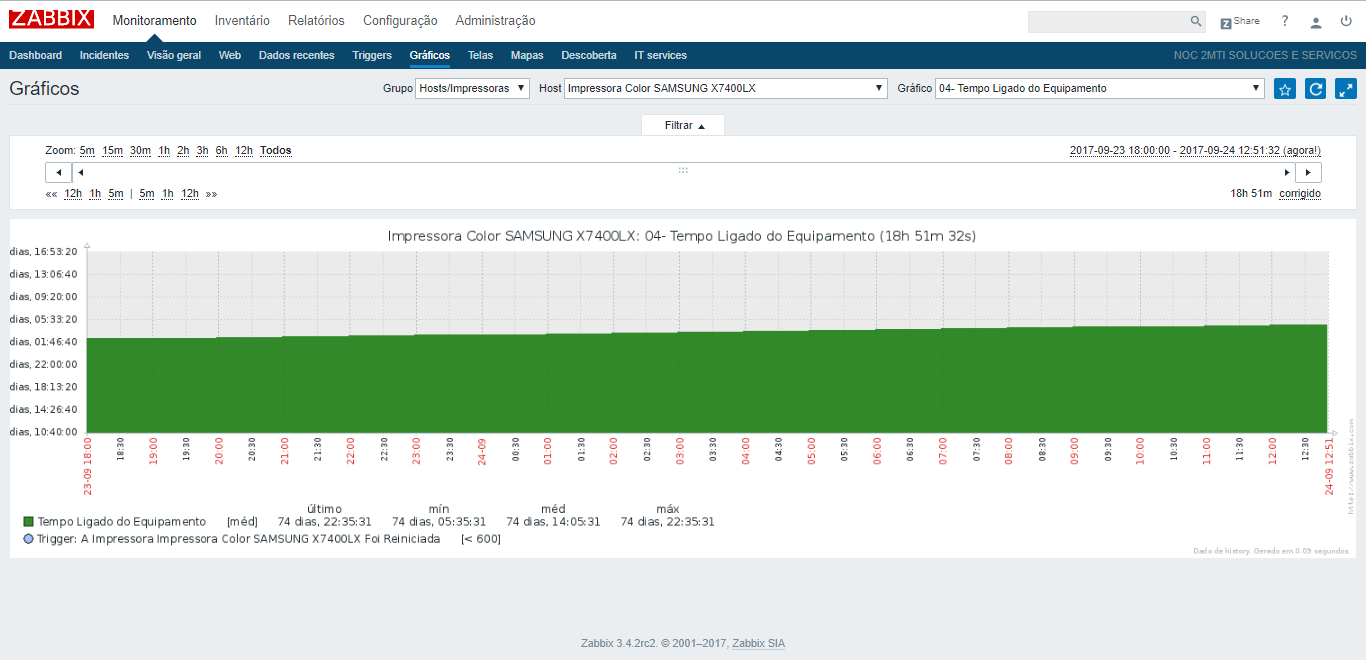 ZABBIX Monitoramento Inventário Relatórios Configuração Administração Z Share ?
Dashboard Incidentes Visão geral Web Dados recentes Triggers Gráficos Telas Mapas Descoberta IT services NOC 2MTI SOLUCOES E SERVICOS
Gráficos Grupo Hosts/Impressoras Host Impressora Color SAMSUNG X7400LX Gráfico 04- Tempo Ligado do Equipamento
Filtrar
Zoom: 5m 15m 30m 1h 2h 3h 6h 12h Todos 2017-09-23 18:00:00 - 2017-09-24 12:51:32 (agora!)
«« 12h 1h 5m | 5m 1h 12h »» 18h 51m corrigido
Impressora Color SAMSUNG X7400LX: 04- Tempo Ligado do Equipamento (18h 51m 32s)
dias, 16:53:20
dias, 13:06:40
dias, 09:20:00
dias, 05:33:20
dias, 01:46:40
dias, 22:00:00
dias, 18:13:20
dias, 14:26:40
dias, 10:40:00
23-09 18:00 18:30 19:00 19:30 20:00 20:30 21:00 21:30 22:00 22:30 23:00 23:30 24-09 00:30 01:00 01:30 02:00 02:30 03:00 03:30 04:00 04:30 05:00 05:30 06:00 06:30 07:00 07:30 08:00 08:30 09:00 09:30 10:00 10:30 11:00 11:30 12:00 12:30 24-09 12:51
http://www.zabbix.com
último mín méd máx
Tempo Ligado do Equipamento [méd] 74 dias, 22:35:31 74 dias, 05:35:31 74 dias, 14:05:31 74 dias, 22:35:31
Trigger: A Impressora Impressora Color SAMSUNG X7400LX Foi Reiniciada [< 600]
Dado de history. Gerado em 0.09 segundos.
Zabbix 3.4.2rc2. © 2001–2017, Zabbix SIA